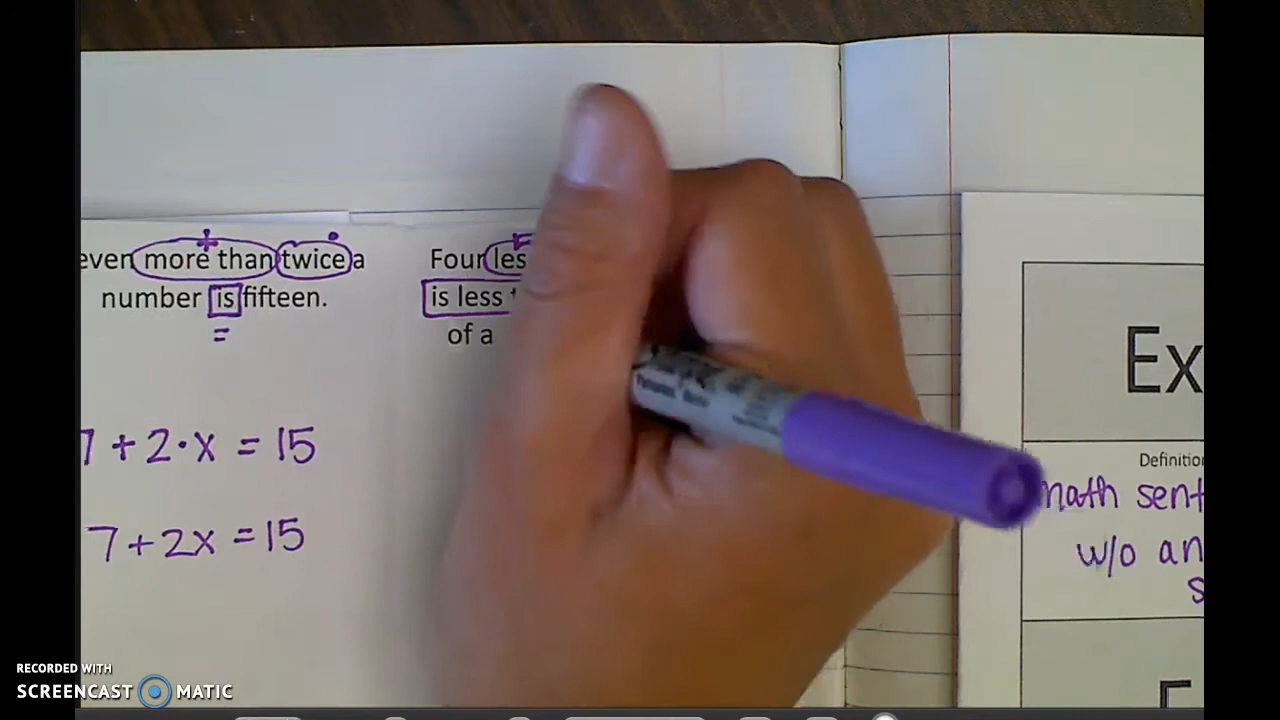 even more than twice a
number is fifteen.
=
7 + 2 · x = 15
7 + 2x = 15
Four les
is less
of a
Ex
Definition
math sent
w/o an
s
RECORDED WITH
SCREENCAST MATIC